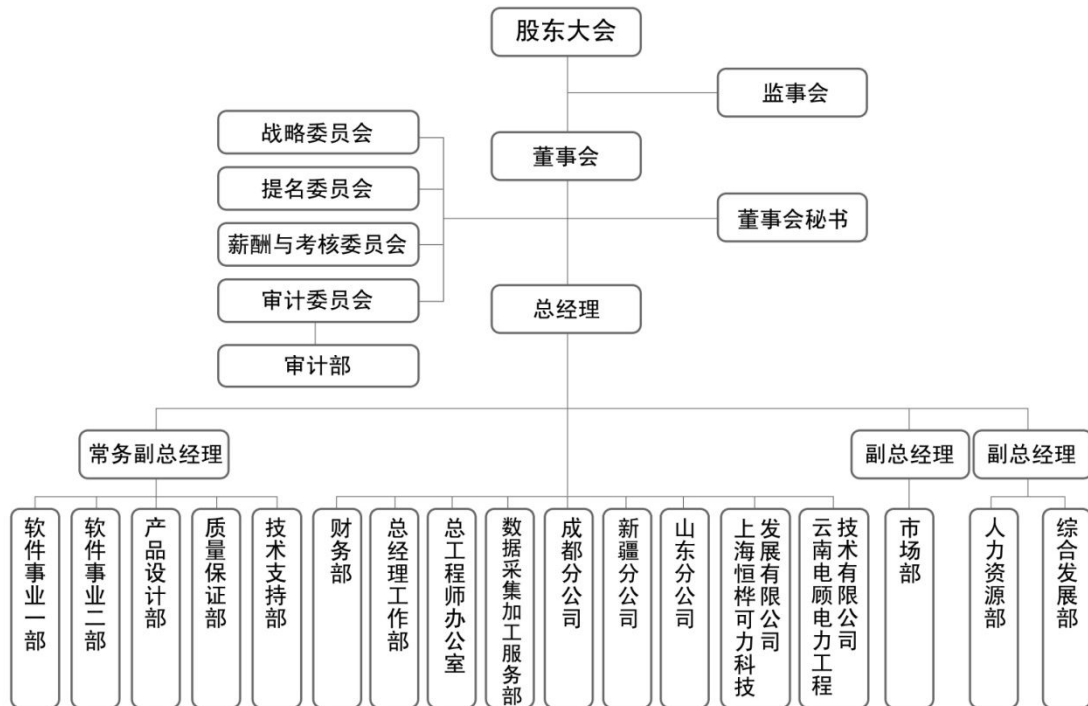 股东大会
监事会
战略委员会
董事会
提名委员会
董事会秘书
薪酬与考核委员会
审计委员会
总经理
审计部
常务副总经理
副总经理
副总经理
软件事业一部
软件事业二部
产品设计部
质量保证部
技术支持部
财务部
总经理工作部
总工程师办公室
数据采集加工服务部
成都分公司
新疆分公司
山东分公司
上海恒桦可力科技
发展有限公司
云南电顾电力工程
技术有限公司
市场部
人力资源部
综合发展部